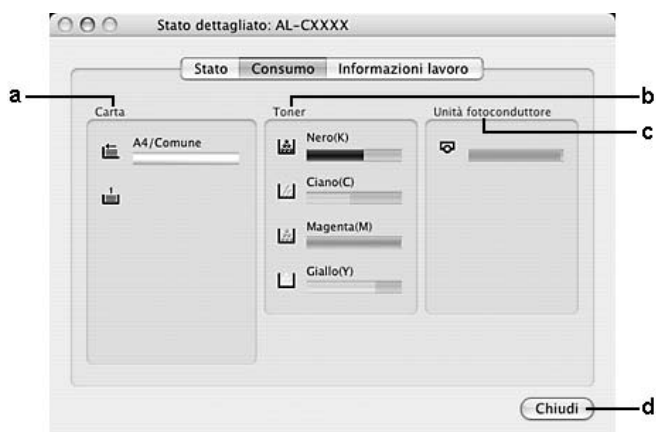 Stato dettagliato: AL-CXXXX
Stato Consumo Informazioni lavoro
a
b
c
d
Carta
A4/Comune
1
Toner
Nero(K)
Ciano(C)
Magenta(M)
Giallo(Y)
Unità fotoconduttore
Chiudi